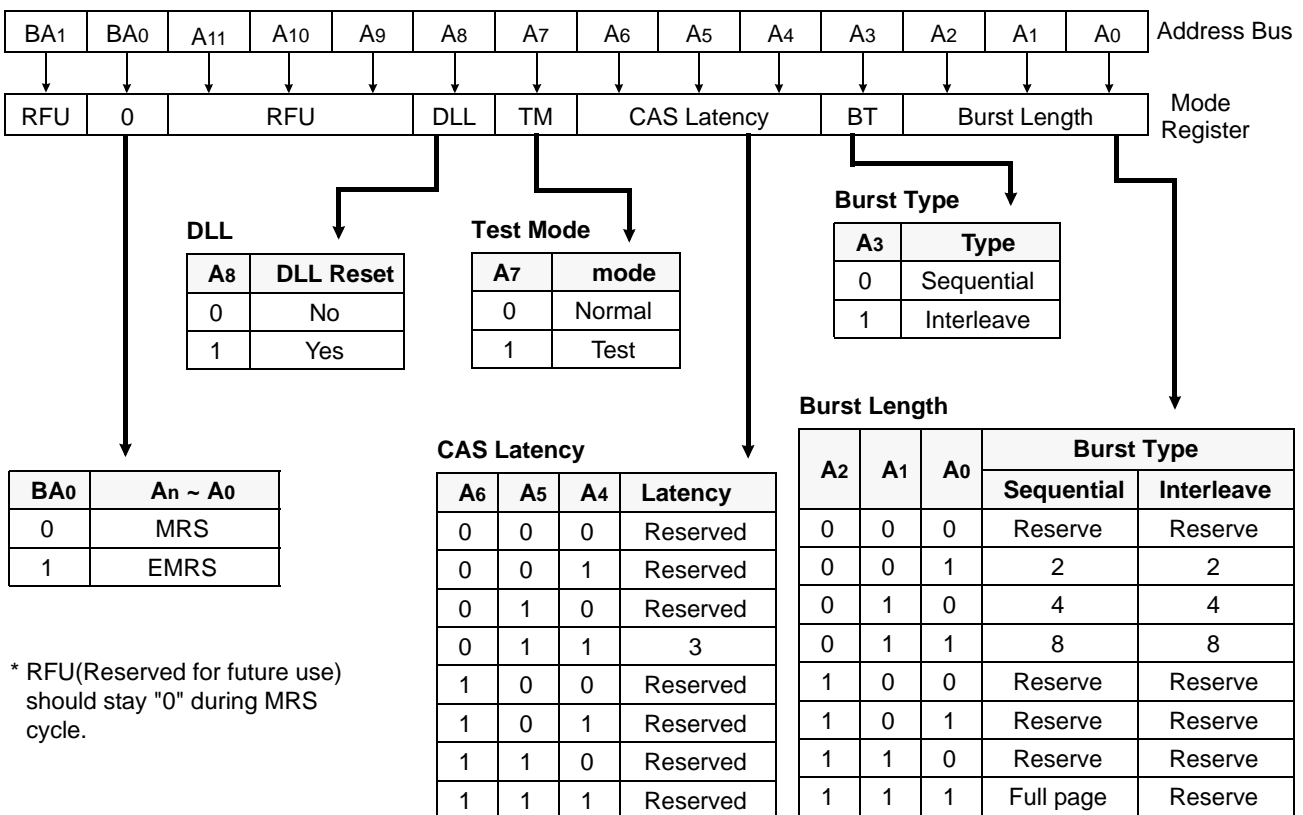 BA1 BA0 A11 A10 A9 A8 A7 A6 A5 A4 A3 A2 A1 A0 Address Bus
RFU 0 RFU DLL TM CAS Latency BT Burst Length Mode Register
DLL
A8 DLL Reset
0 No
1 Yes
Test Mode
A7 mode
0 Normal
1 Test
Burst Type
A3 Type
0 Sequential
1 Interleave
BA0 An ~ A0
0 MRS
1 EMRS
* RFU(Reserved for future use)
should stay "0" during MRS
cycle.
CAS Latency
A6 A5 A4 Latency
0 0 0 Reserved
0 0 1 Reserved
0 1 0 Reserved
0 1 1 3
1 0 0 Reserved
1 0 1 Reserved
1 1 0 Reserved
1 1 1 Reserved
Burst Length
A2 A1 A0 Burst Type
Sequential Interleave
0 0 0 Reserve Reserve
0 0 1 2 2
0 1 0 4 4
0 1 1 8 8
1 0 0 Reserve Reserve
1 0 1 Reserve Reserve
1 1 0 Reserve Reserve
1 1 1 Full page Reserve